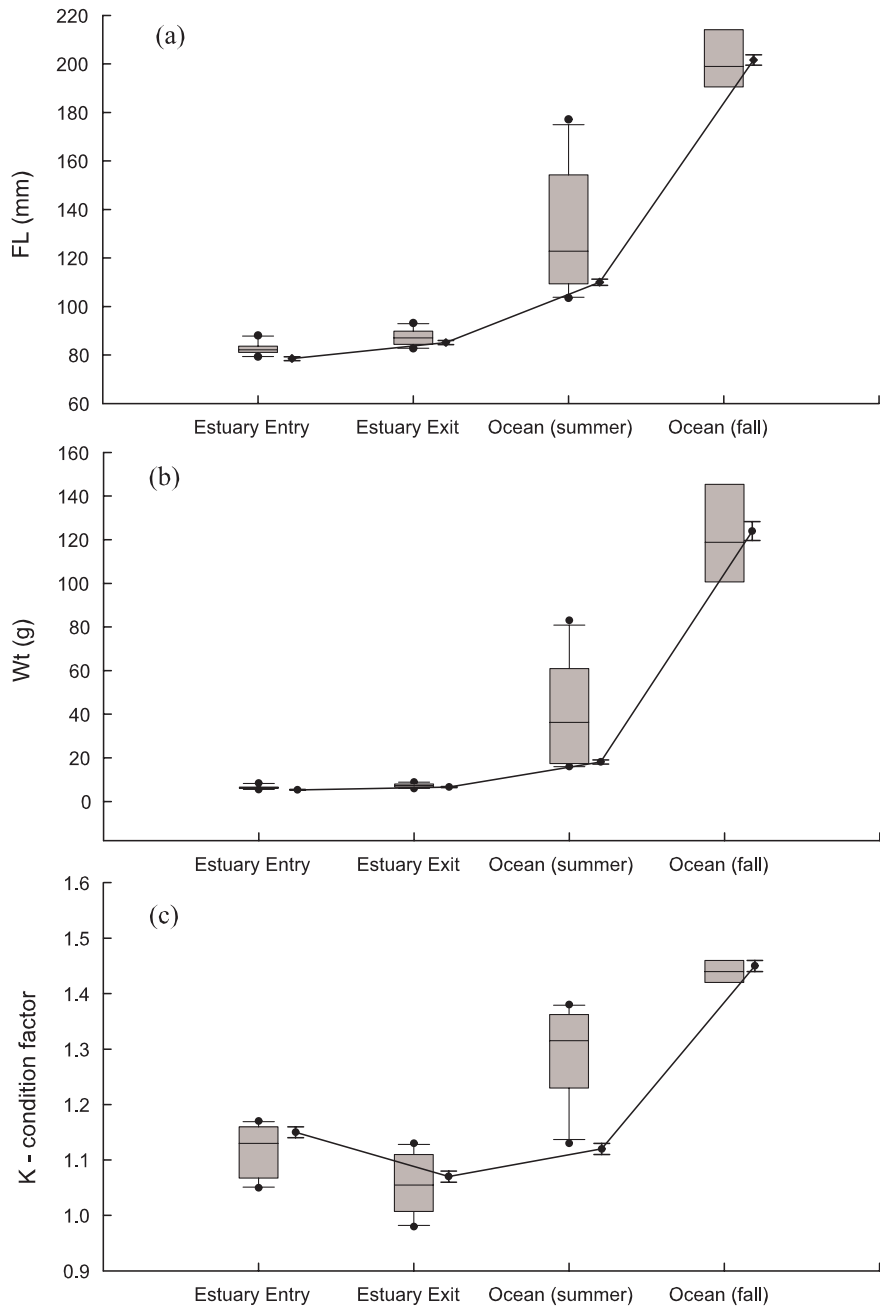 (a)
FL (mm)
220
200
180
160
140
120
100
80
60
Estuary Entry Estuary Exit Ocean (summer) Ocean (fall)
(b)
Wt (g)
160
140
120
100
80
60
40
20
0
Estuary Entry Estuary Exit Ocean (summer) Ocean (fall)
(c)
K - condition factor
1.6
1.5
1.4
1.3
1.2
1.1
1.0
0.9
Estuary Entry Estuary Exit Ocean (summer) Ocean (fall)